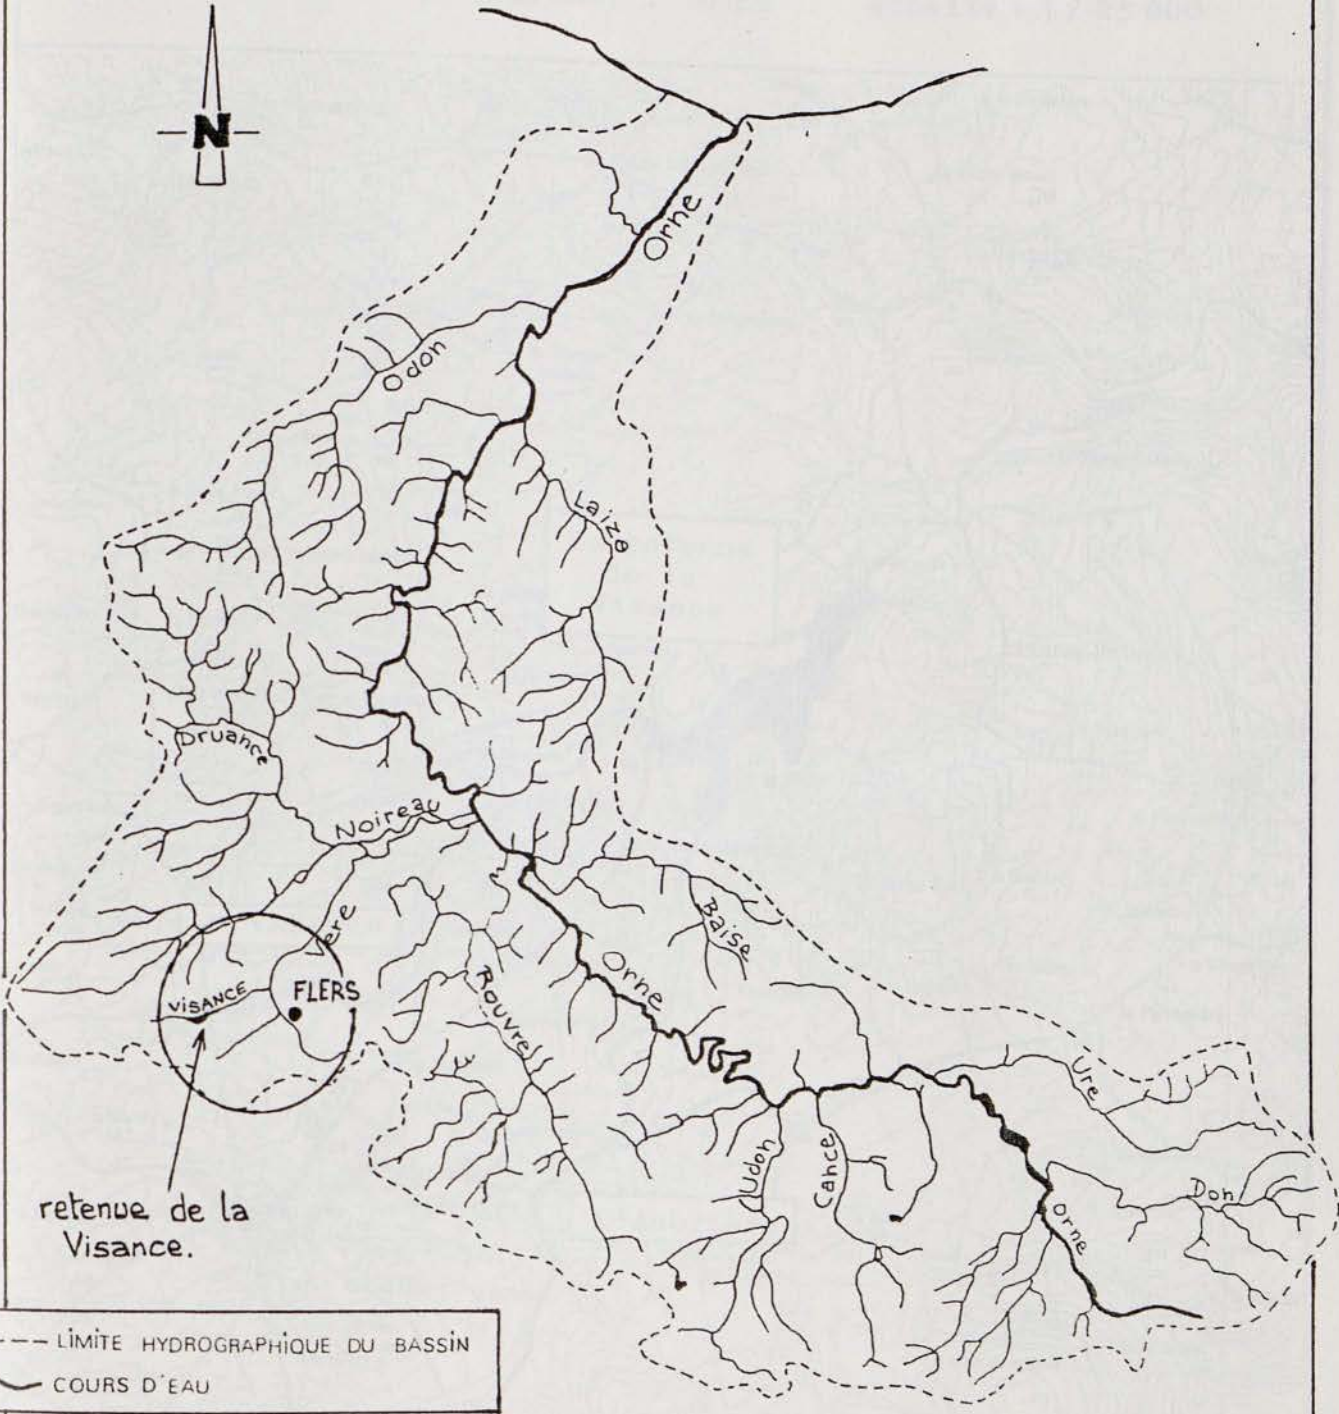 N
Orne
Odon
Laize
Druance
Noireau
Vere
Baise
Orne
VISANCE
FLERS
Rouvre
Ure
Udon
Cance
Don
Orne
retenue de la
Visance.
LIMITE HYDROGRAPHIQUE DU BASSIN
COURS D'EAU